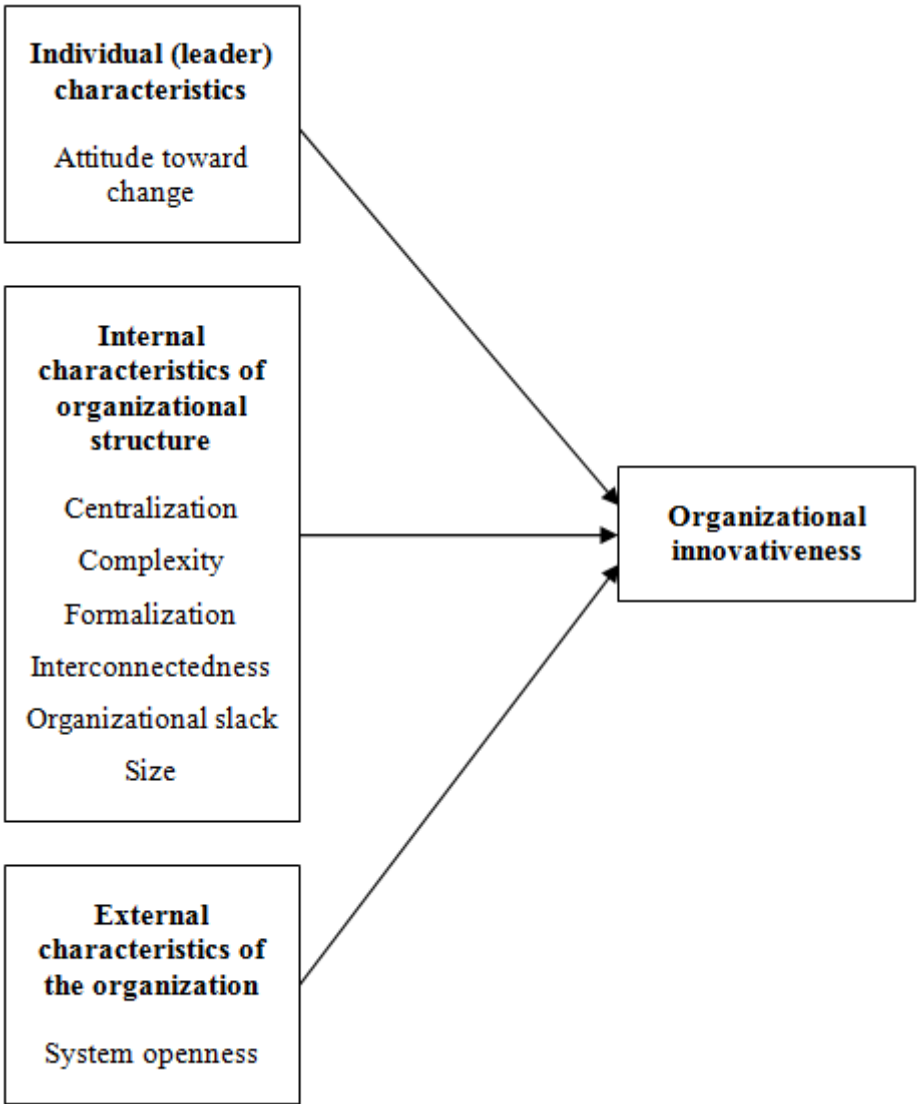 Individual (leader)
characteristics
Attitude toward
change
Internal
characteristics of
organizational
structure
Centralization
Complexity
Formalization
Interconnectedness
Organizational slack
Size
External
characteristics of
the organization
System openness
Organizational
innovativeness